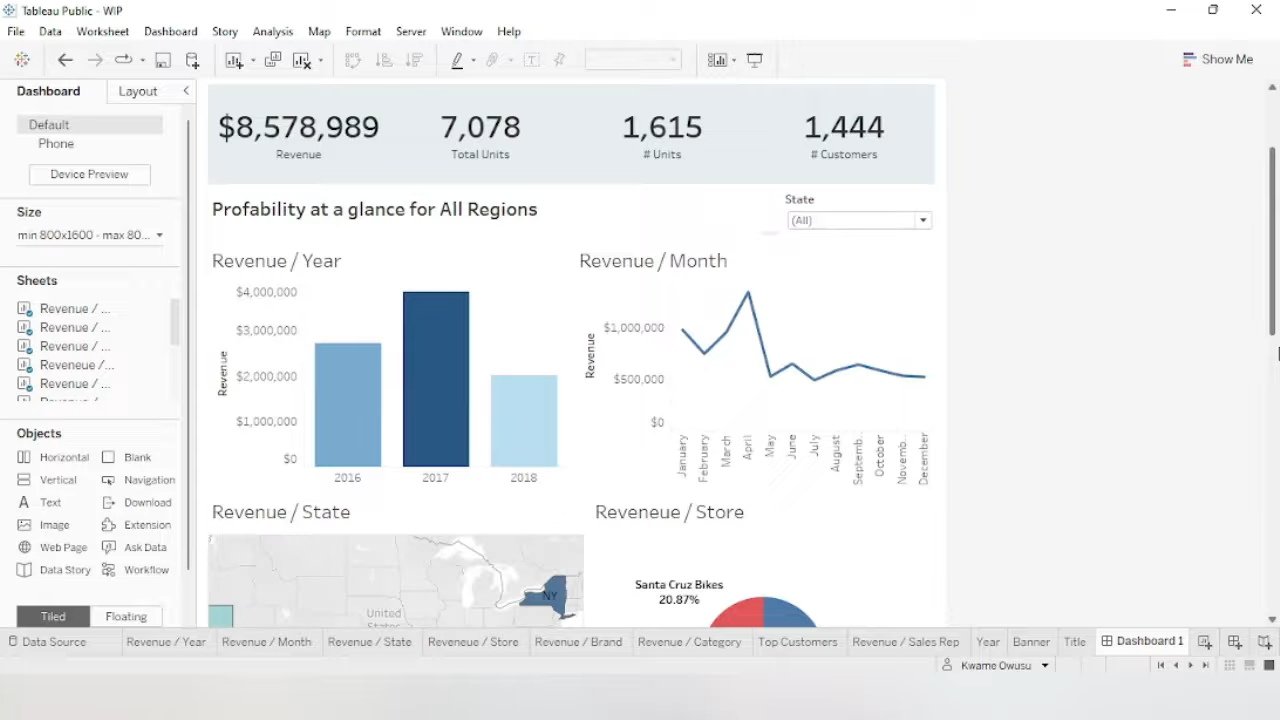 Tableau Public - WIP
File Data Worksheet Dashboard Story Analysis Map Format Server Window Help
Show Me
Dashboard Layout
Default
Phone
Device Preview
Size
min 800x1600 - max 80...
Sheets
Revenue / ...
Revenue / ...
Revenue / ...
Reveneue /...
Revenue / ...
Objects
Horizontal Blank
Vertical Navigation
Text Download
Image Extension
Web Page Ask Data
Data Story Workflow
Tiled Floating
$8,578,989 7,078 1,615 1,444
Revenue Total Units # Units # Customers
Profability at a glance for All Regions
State
(All)
Revenue / Year
$4,000,000
$3,000,000
$2,000,000
$1,000,000
$0
Revenue
2016 2017 2018
Revenue / Month
$1,000,000
$500,000
$0
Revenue
January February March April May June July August Septemb.. October Novemb.. December
Revenue / State
NY
United
States
Reveneue / Store
Santa Cruz Bikes
20.87%
Data Source Revenue / Year Revenue / Month Revenue / State Reveneue / Store Revenue / Brand Revenue / Category Top Customers Revenue / Sales Rep Year Banner Title Dashboard 1
Kwame Owusu